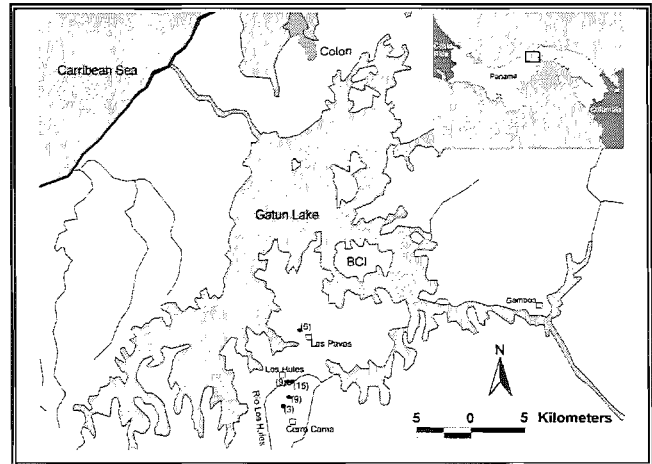 Carribean Sea
Colon
Panama
Gatun Lake
BCI
Gamboa
(5)
Las Pavas
Los Hules
(9)
(15)
(9)
(3)
Rio Los Hules
Cerro Cama
N
5 0 5 Kilometers